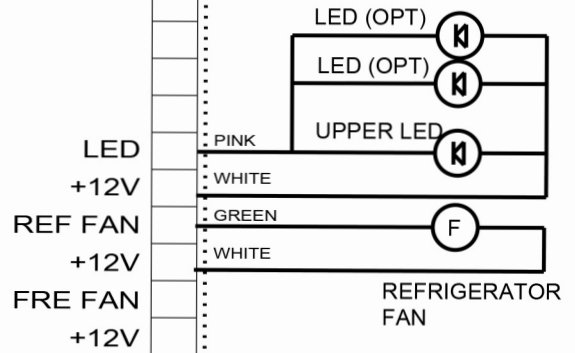 LED (OPT)
LED (OPT)
UPPER LED
LED
PINK
+12V
WHITE
REF FAN
GREEN
F
+12V
WHITE
FRE FAN
REFRIGERATOR
FAN
+12V